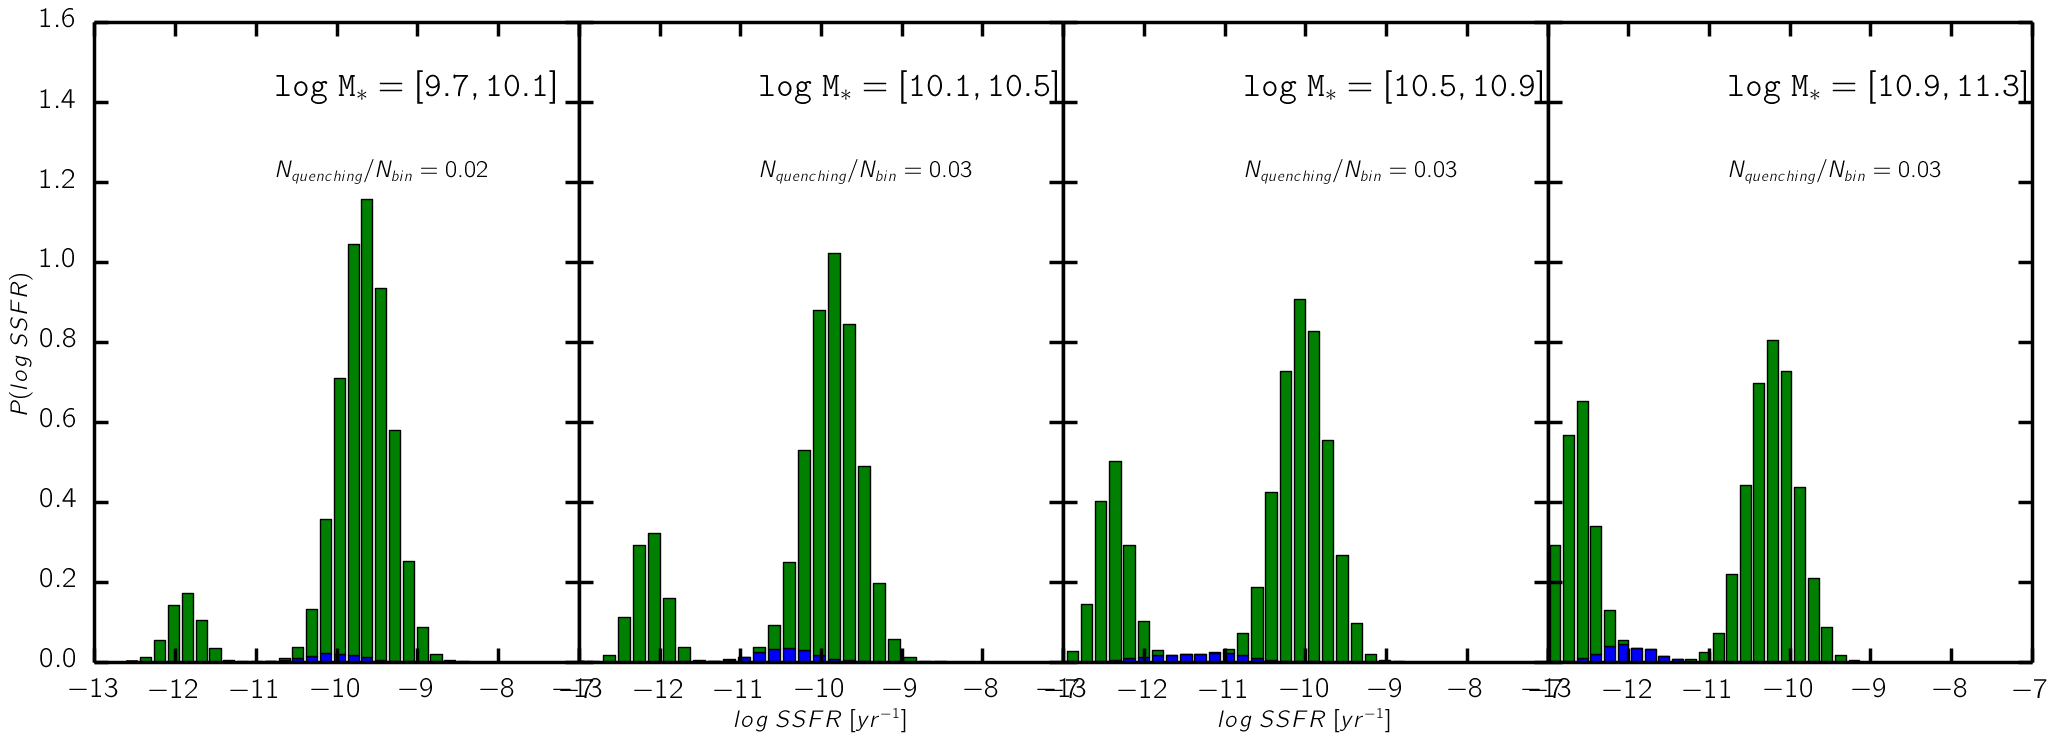 log M∗ = [9.7, 10.1]
log M∗ = [10.1, 10.5]
log M∗ = [10.5, 10.9]
log M∗ = [10.9, 11.3]
N_quenching/N_bin = 0.02
N_quenching/N_bin = 0.03
N_quenching/N_bin = 0.03
N_quenching/N_bin = 0.03
P(log SSFR)
1.6
1.4
1.2
1.0
0.8
0.6
0.4
0.2
0.0
−13 −12 −11 −10 −9 −8 −7
−13 −12 −11 −10 −9 −8 −7
−13 −12 −11 −10 −9 −8 −7
−13 −12 −11 −10 −9 −8 −7
log SSFR [yr⁻¹]
log SSFR [yr⁻¹]